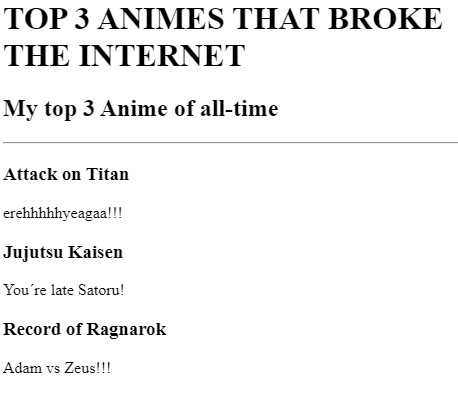 TOP 3 ANIMES THAT BROKE
THE INTERNET
My top 3 Anime of all-time
Attack on Titan
erehhhhhyeagaa!!!
Jujutsu Kaisen
You´re late Satoru!
Record of Ragnarok
Adam vs Zeus!!!